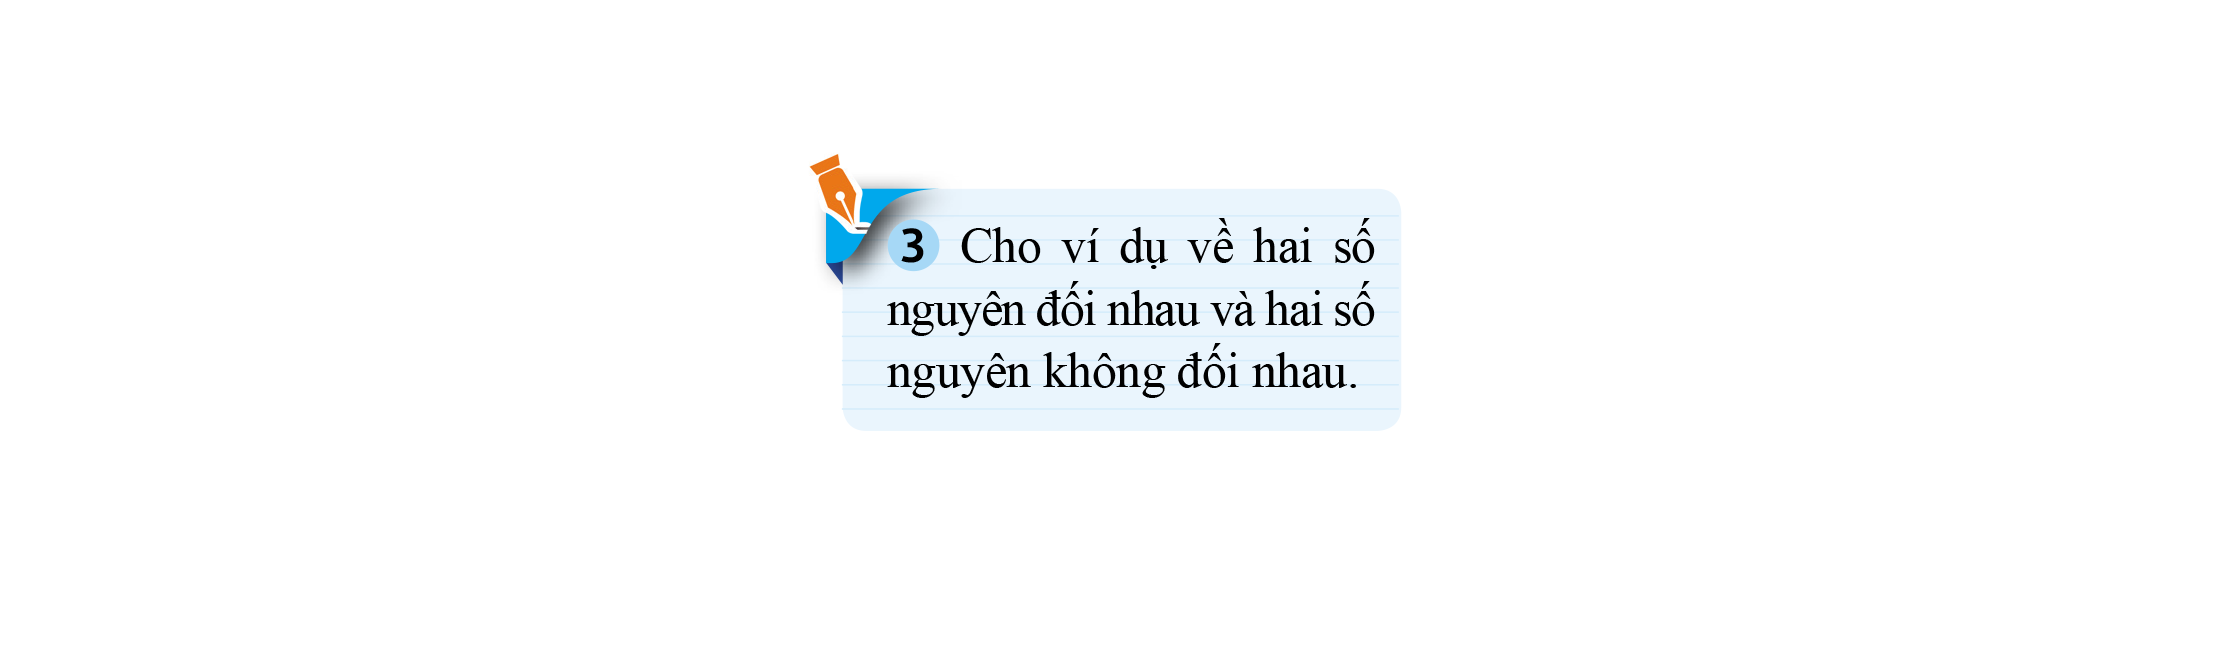 3 Cho ví dụ về hai số
nguyên đối nhau và hai số
nguyên không đối nhau.